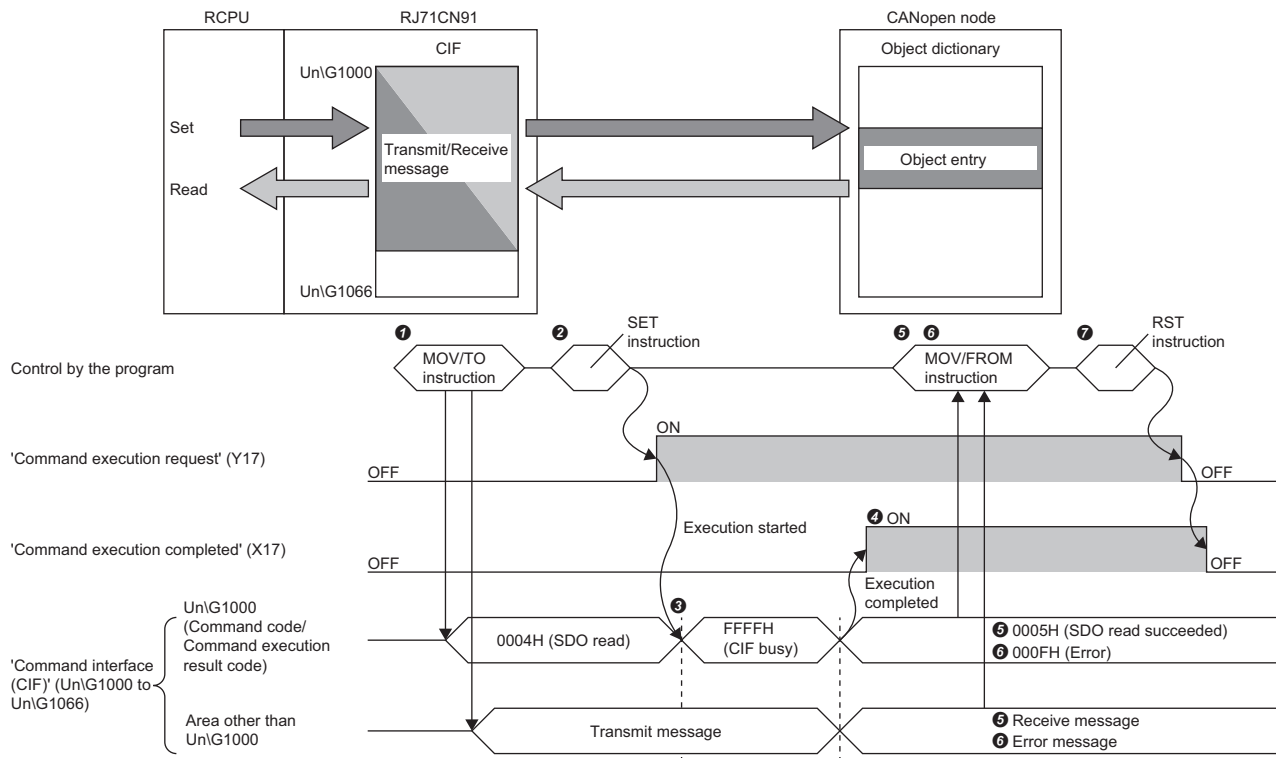 RCPU
RJ71CN91
CANopen node
CIF
Object dictionary
Un\G1000
Set
Transmit/Receive
message
Object entry
Read
Un\G1066
❶
❷
SET
instruction
❺ ❻
❼
RST
instruction
Control by the program
MOV/TO
instruction
MOV/FROM
instruction
ON
'Command execution request' (Y17)
OFF
OFF
Execution started
❹ ON
'Command execution completed' (X17)
OFF
OFF
Execution
completed
Un\G1000
(Command code/
Command execution
result code)
❸
0004H (SDO read)
FFFFH
(CIF busy)
❺ 0005H (SDO read succeeded)
❻ 000FH (Error)
'Command interface
(CIF)' (Un\G1000 to
Un\G1066)
Area other than
Un\G1000
Transmit message
❺ Receive message
❻ Error message